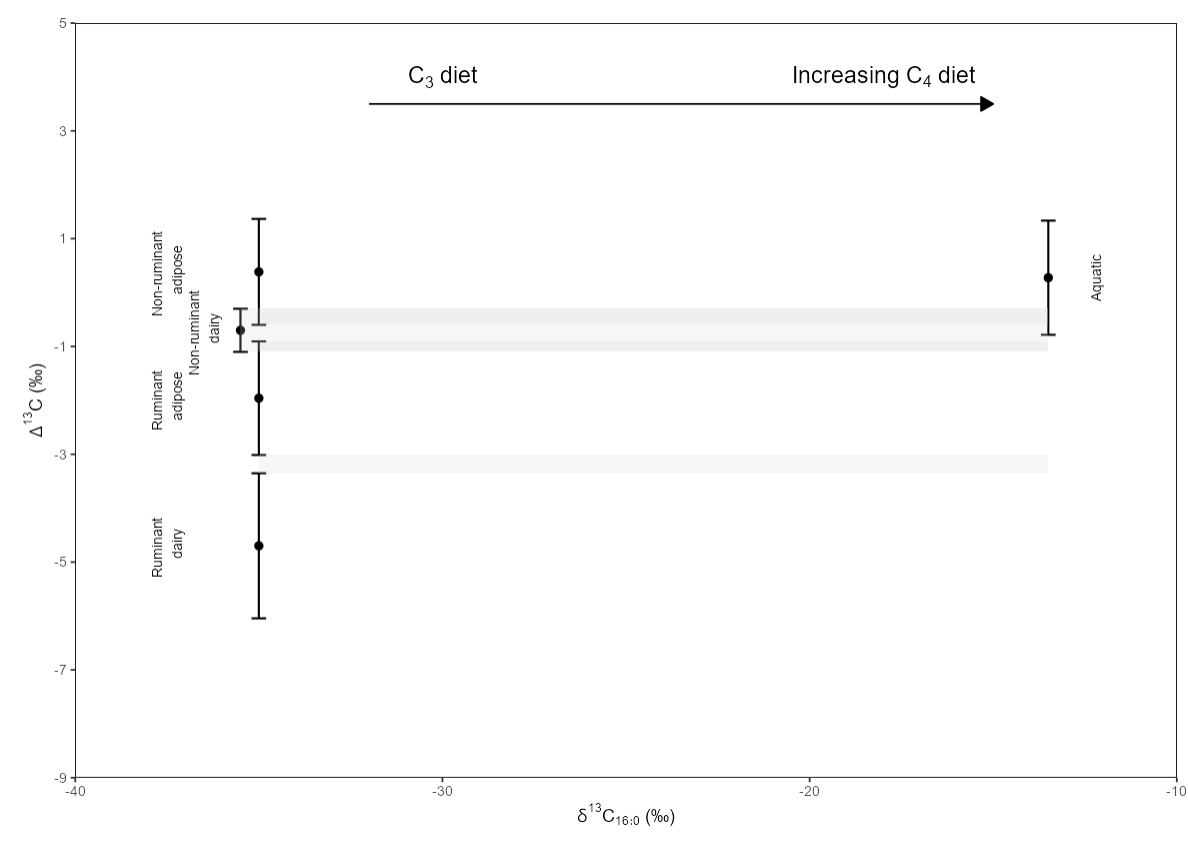 5
3
1
-1
-3
-5
-7
-9
Δ¹³C (‰)
C₃ diet
Increasing C₄ diet
Non-ruminant
adipose
Non-ruminant
dairy
Ruminant
adipose
Ruminant
dairy
Aquatic
-40
-30
-20
-10
δ¹³C₁₆:₀ (‰)